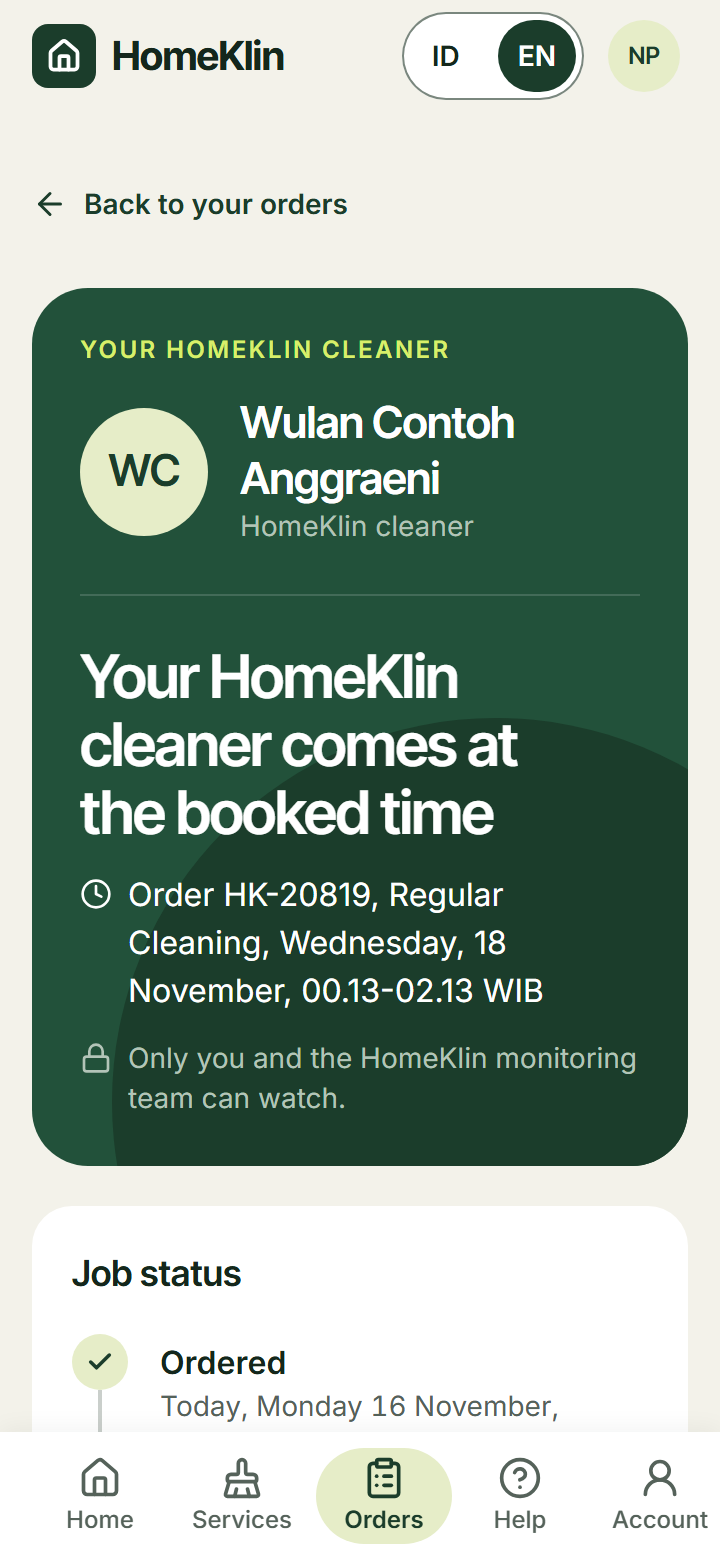 HomeKlin
ID
EN
NP
Back to your orders
YOUR HOMEKLIN CLEANER
WC
Wulan Contoh
Anggraeni
HomeKlin cleaner
Your HomeKlin
cleaner comes at
the booked time
Order HK-20819, Regular
Cleaning, Wednesday, 18
November, 00.13-02.13 WIB
Only you and the HomeKlin monitoring
team can watch.
Job status
Ordered
Today, Monday 16 November,
Home
Services
Orders
Help
Account